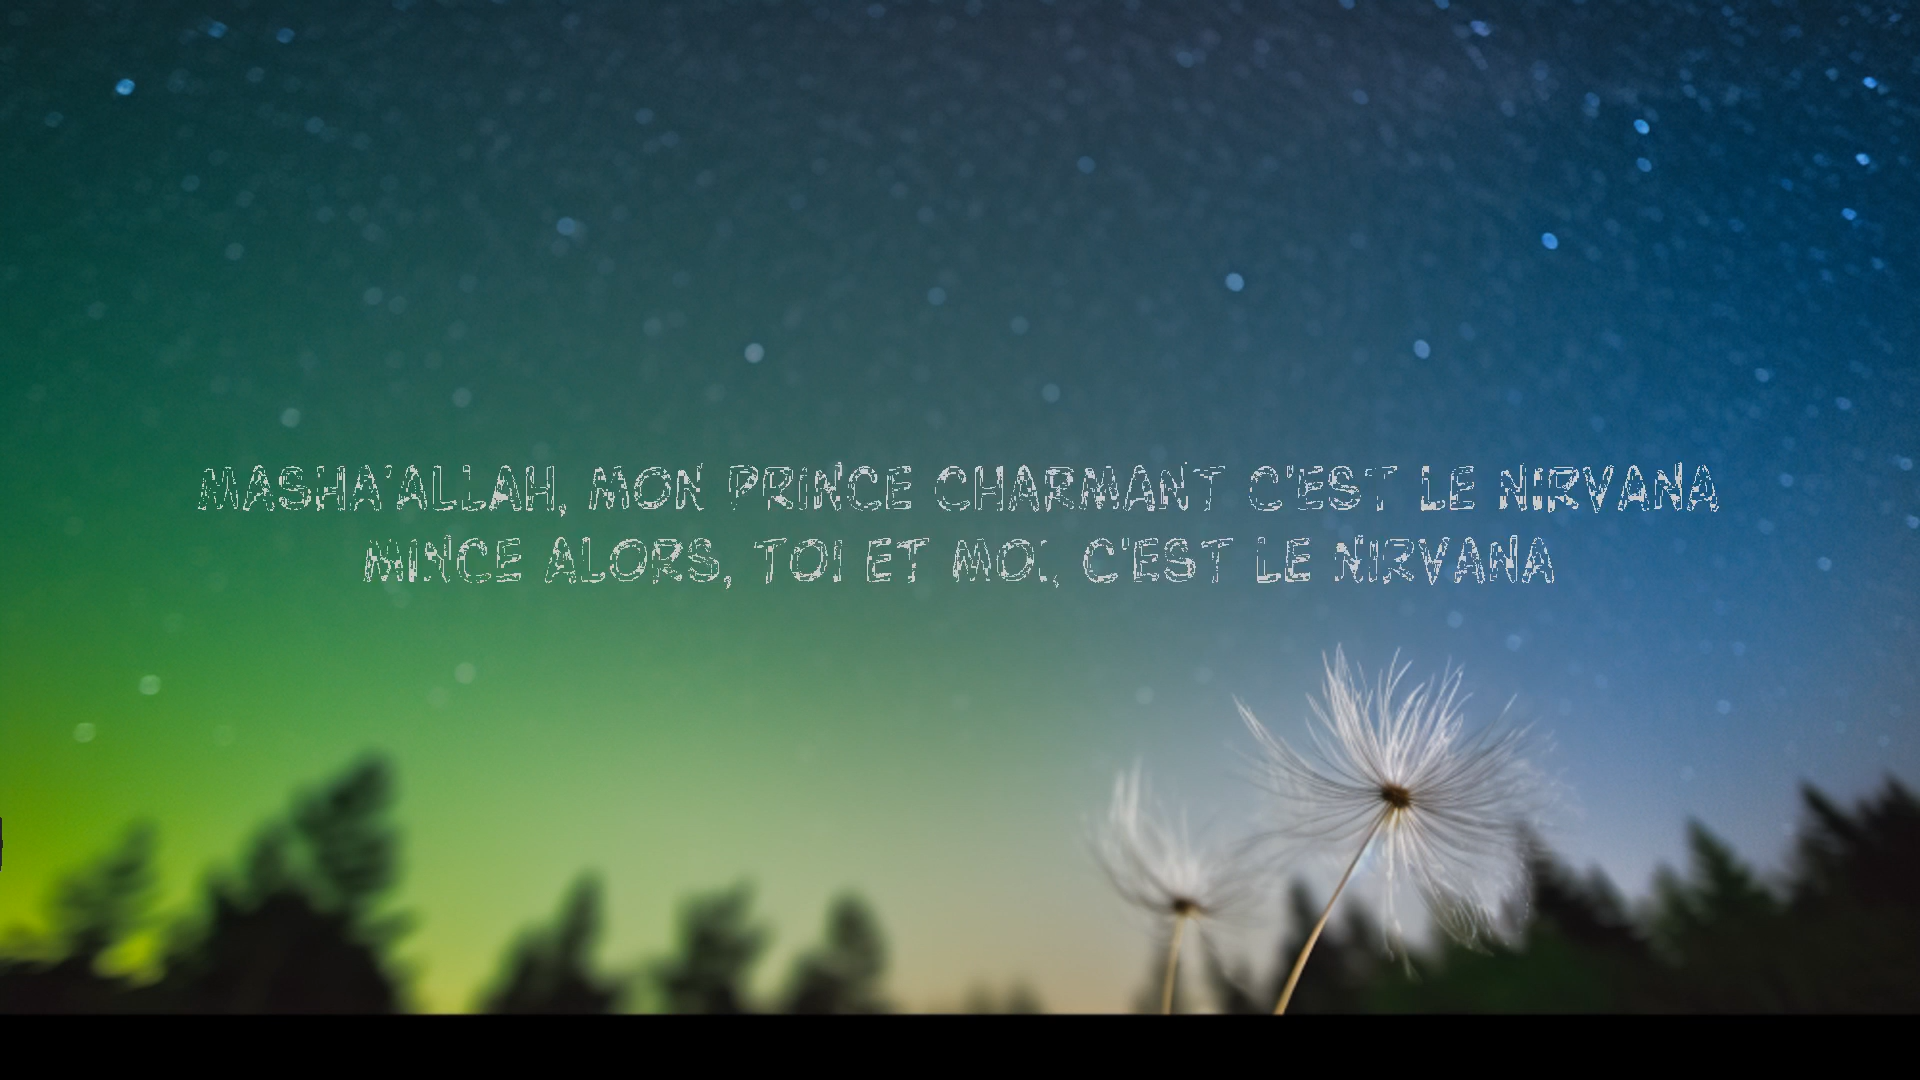 MASHA'ALLAH, MON PRINCE CHARMANT C'EST LE NIRVANA
MINCE ALORS, TOI ET MOI, C'EST LE NIRVANA